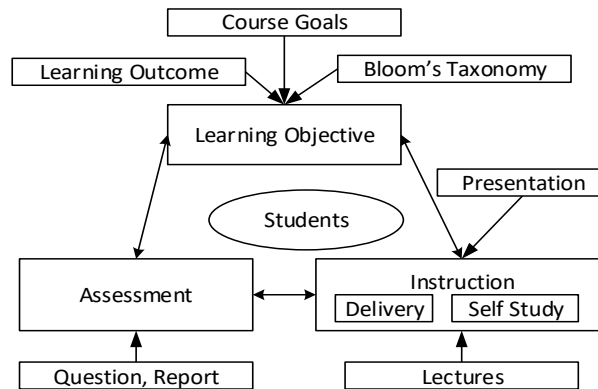 Course Goals
Learning Outcome
Bloom's Taxonomy
Learning Objective
Presentation
Students
Assessment
Instruction
Delivery
Self Study
Question, Report
Lectures